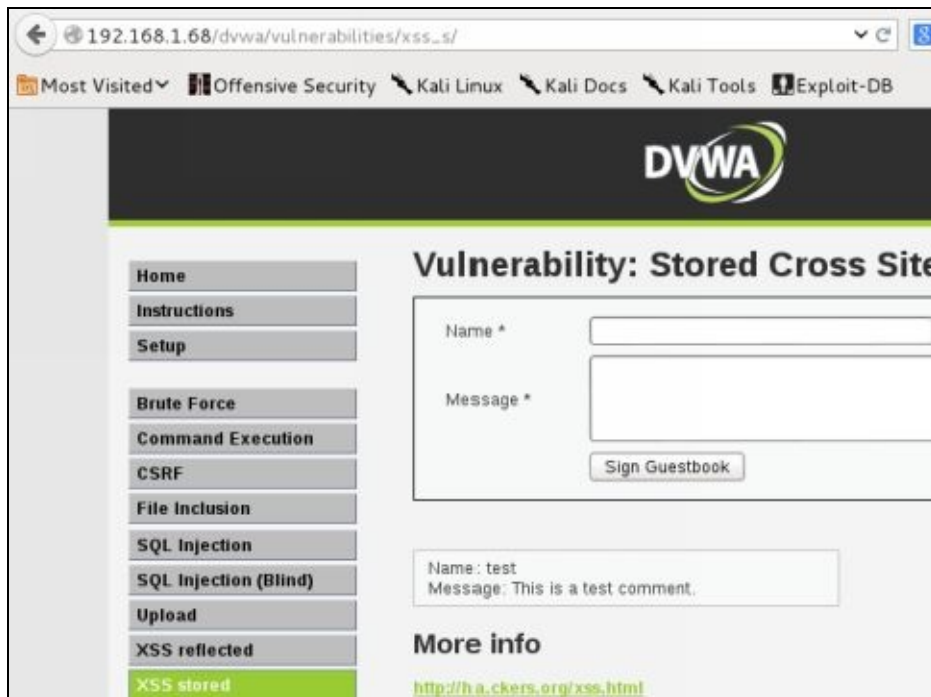 192.168.1.68/dvwa/vulnerabilities/xss_s/
8
Most Visited Offensive Security Kali Linux Kali Docs Kali Tools Exploit-DB
DVWA
Home
Instructions
Setup
Brute Force
Command Execution
CSRF
File Inclusion
SQL Injection
SQL Injection (Blind)
Upload
XSS reflected
XSS stored
Vulnerability: Stored Cross Site
Name *
Message *
Sign Guestbook
Name: test
Message: This is a test comment.
More info
http://ha.ckers.org/xss.html